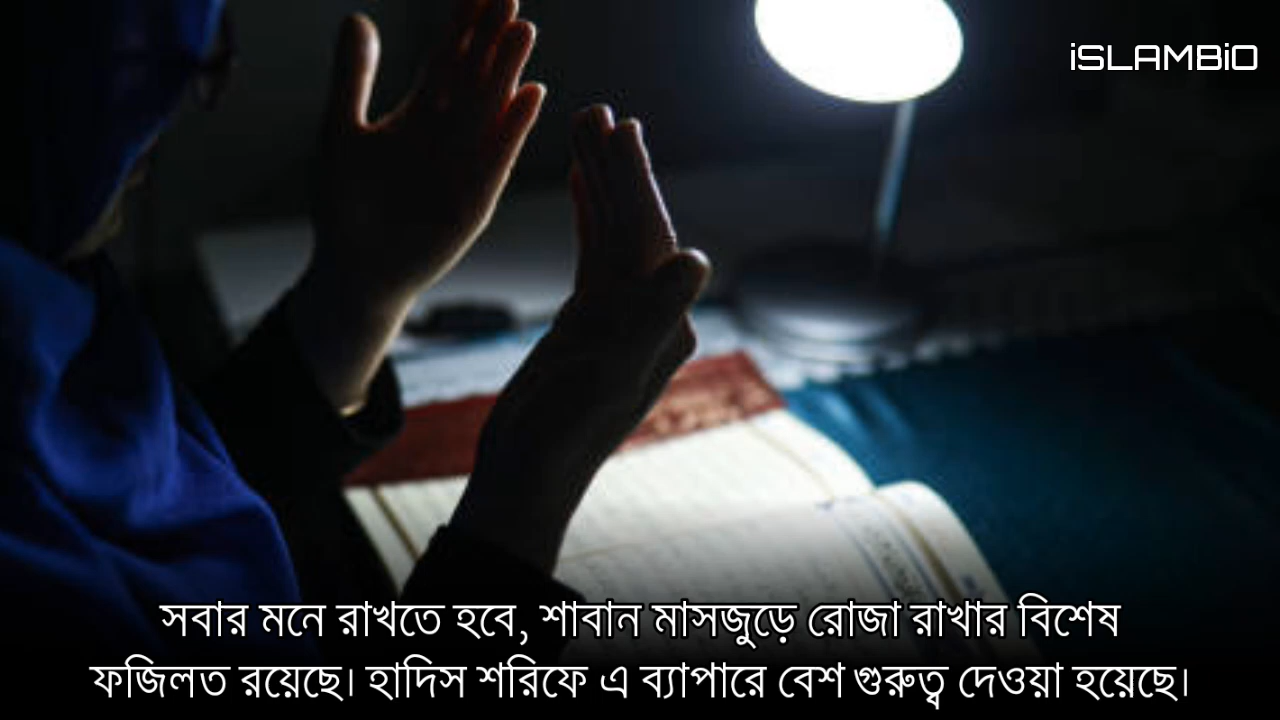 iSLAMBiO
সবার মনে রাখতে হবে, শাবান মাসজুড়ে রোজা রাখার বিশেষ
ফজিলত রয়েছে। হাদিস শরিফে এ ব্যাপারে বেশ গুরুত্ব দেওয়া হয়েছে।